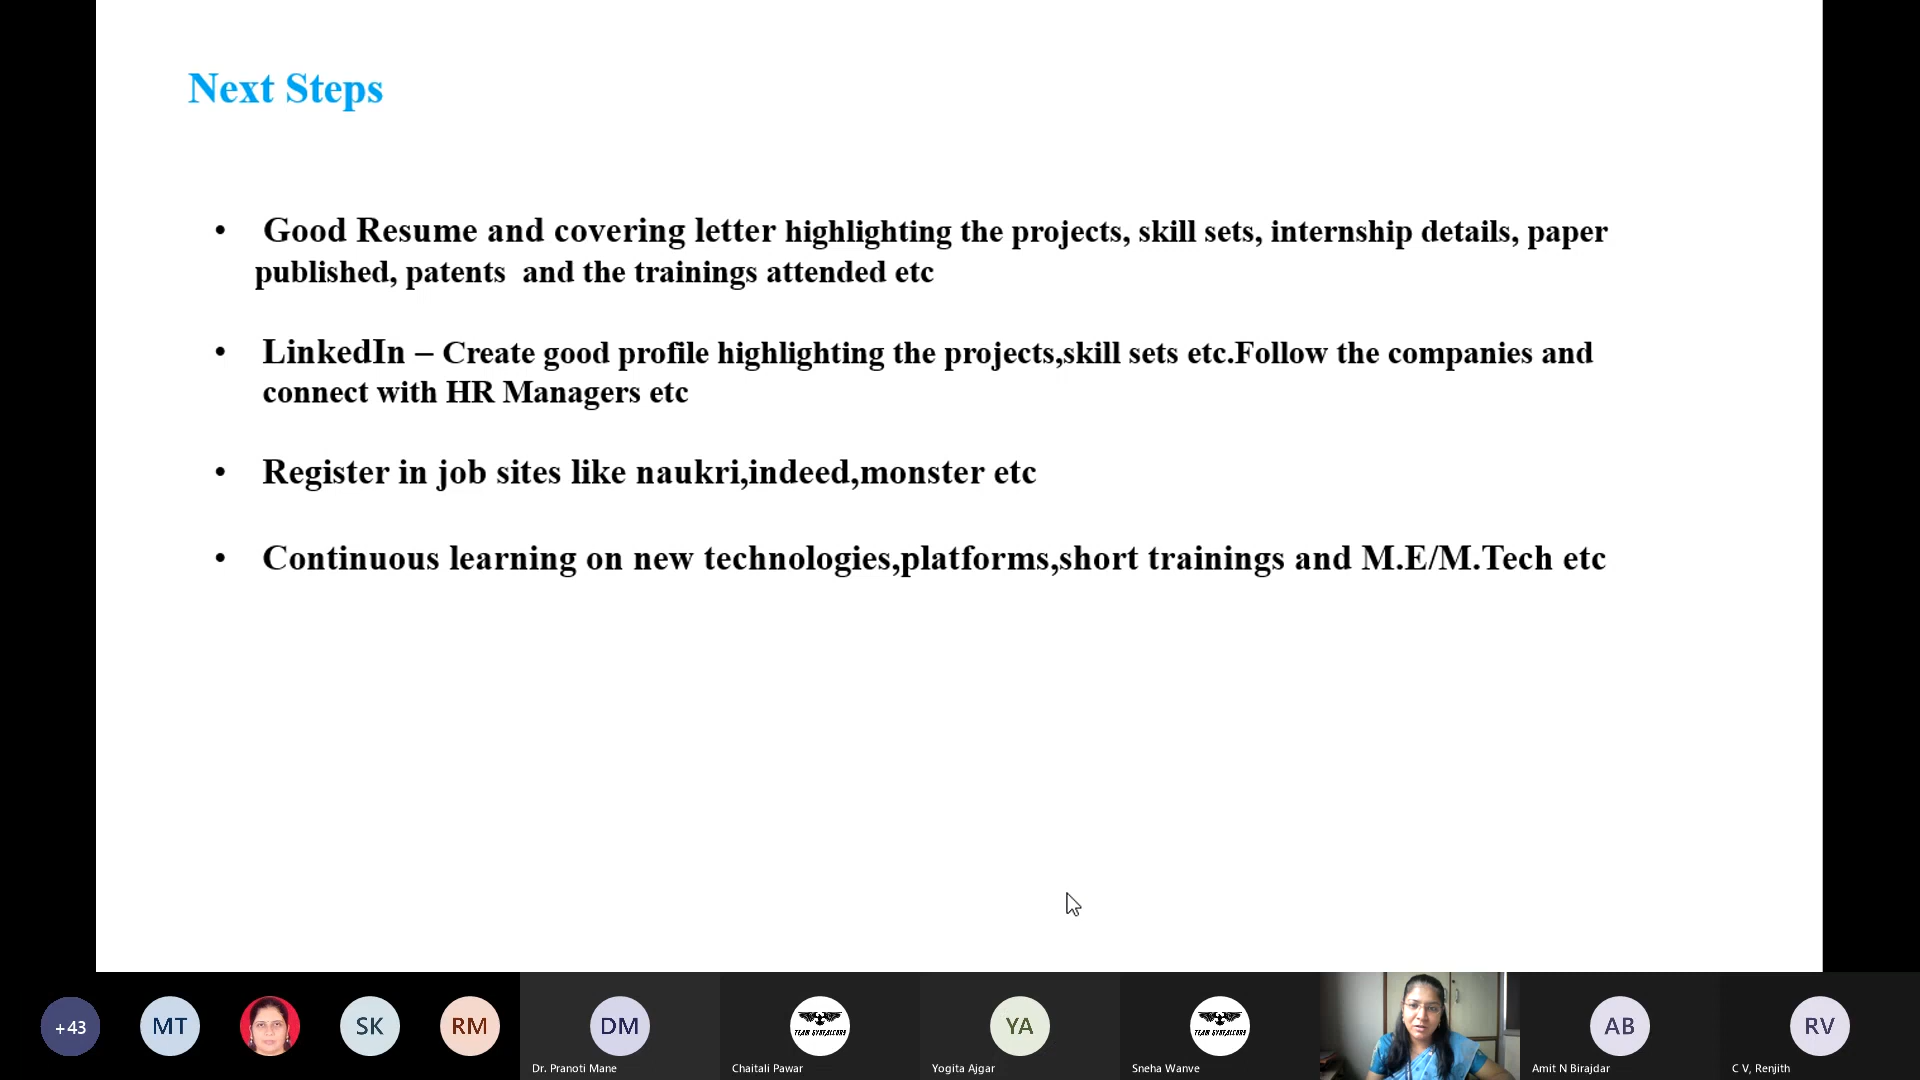 Next Steps
• Good Resume and covering letter highlighting the projects, skill sets, internship details, paper
published, patents  and the trainings attended etc
• LinkedIn – Create good profile highlighting the projects,skill sets etc.Follow the companies and
connect with HR Managers etc
• Register in job sites like naukri,indeed,monster etc
• Continuous learning on new technologies,platforms,short trainings and M.E/M.Tech etc
+43
MT
SK
RM
DM
YA
AB
RV
Dr. Pranoti Mane
Chaitali Pawar
Yogita Ajgar
Sneha Wanve
Amit N Birajdar
C V, Renjith